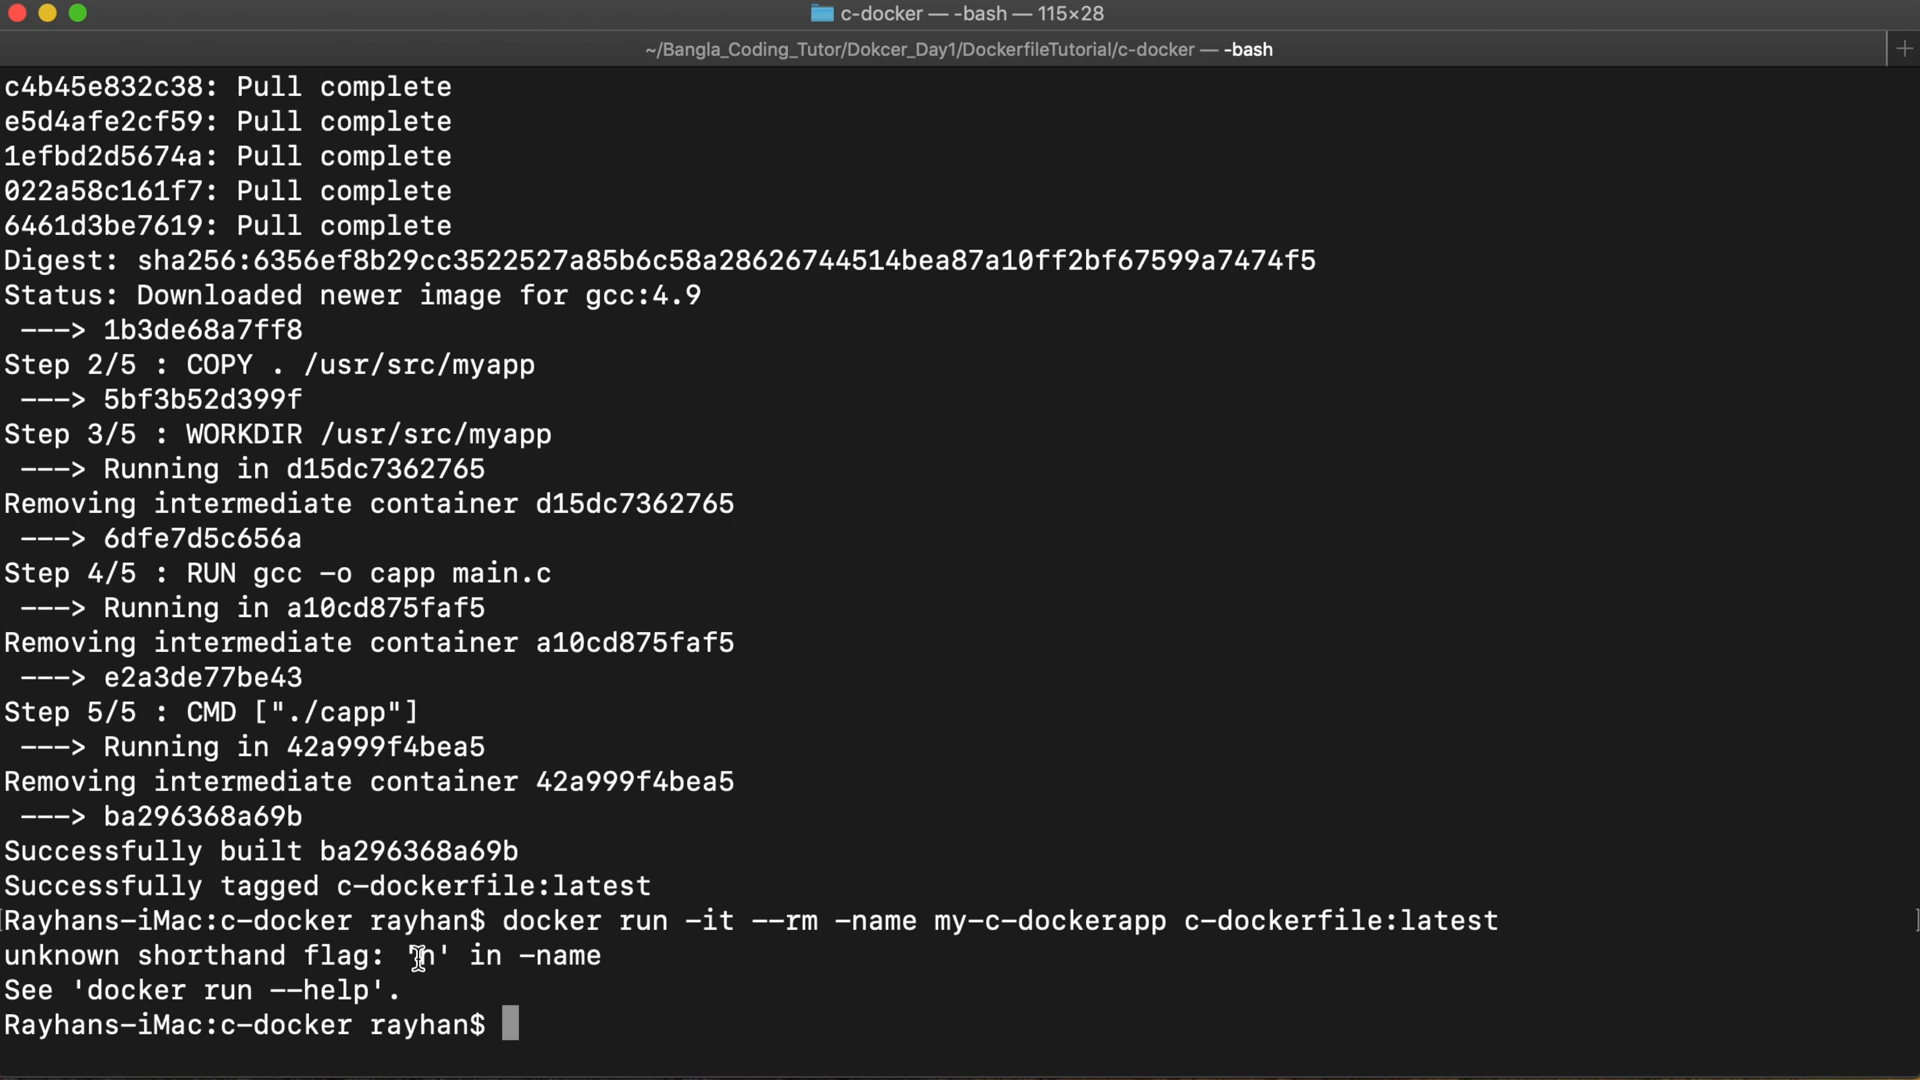 c-docker — -bash — 115×28
~/Bangla_Coding_Tutor/Dokcer_Day1/DockerfileTutorial/c-docker — -bash
c4b45e832c38: Pull complete
e5d4afe2cf59: Pull complete
1efbd2d5674a: Pull complete
022a58c161f7: Pull complete
6461d3be7619: Pull complete
Digest: sha256:6356ef8b29cc3522527a85b6c58a28626744514bea87a10ff2bf67599a7474f5
Status: Downloaded newer image for gcc:4.9
 ---> 1b3de68a7ff8
Step 2/5 : COPY . /usr/src/myapp
 ---> 5bf3b52d399f
Step 3/5 : WORKDIR /usr/src/myapp
 ---> Running in d15dc7362765
Removing intermediate container d15dc7362765
 ---> 6dfe7d5c656a
Step 4/5 : RUN gcc -o capp main.c
 ---> Running in a10cd875faf5
Removing intermediate container a10cd875faf5
 ---> e2a3de77be43
Step 5/5 : CMD ["./capp"]
 ---> Running in 42a999f4bea5
Removing intermediate container 42a999f4bea5
 ---> ba296368a69b
Successfully built ba296368a69b
Successfully tagged c-dockerfile:latest
Rayhans-iMac:c-docker rayhan$ docker run -it --rm -name my-c-dockerapp c-dockerfile:latest
unknown shorthand flag: 'n' in -name
See 'docker run --help'.
Rayhans-iMac:c-docker rayhan$